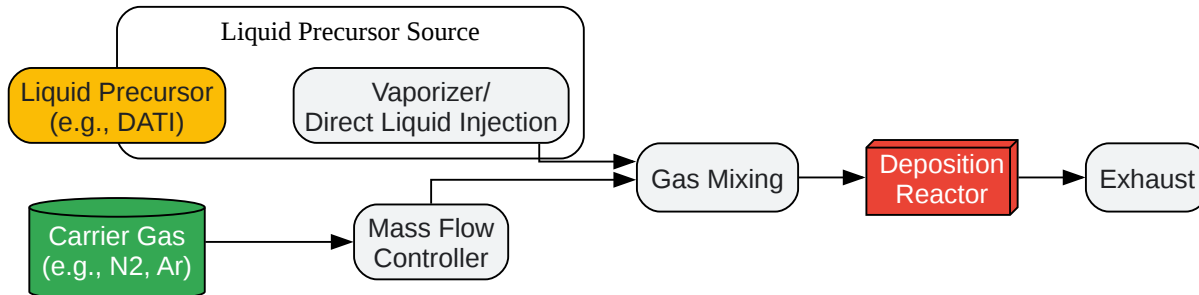 Liquid Precursor Source
Liquid Precursor
(e.g., DATI)
Vaporizer/
Direct Liquid Injection
Gas Mixing
Deposition
Reactor
Exhaust
Carrier Gas
(e.g., N2, Ar)
Mass Flow
Controller